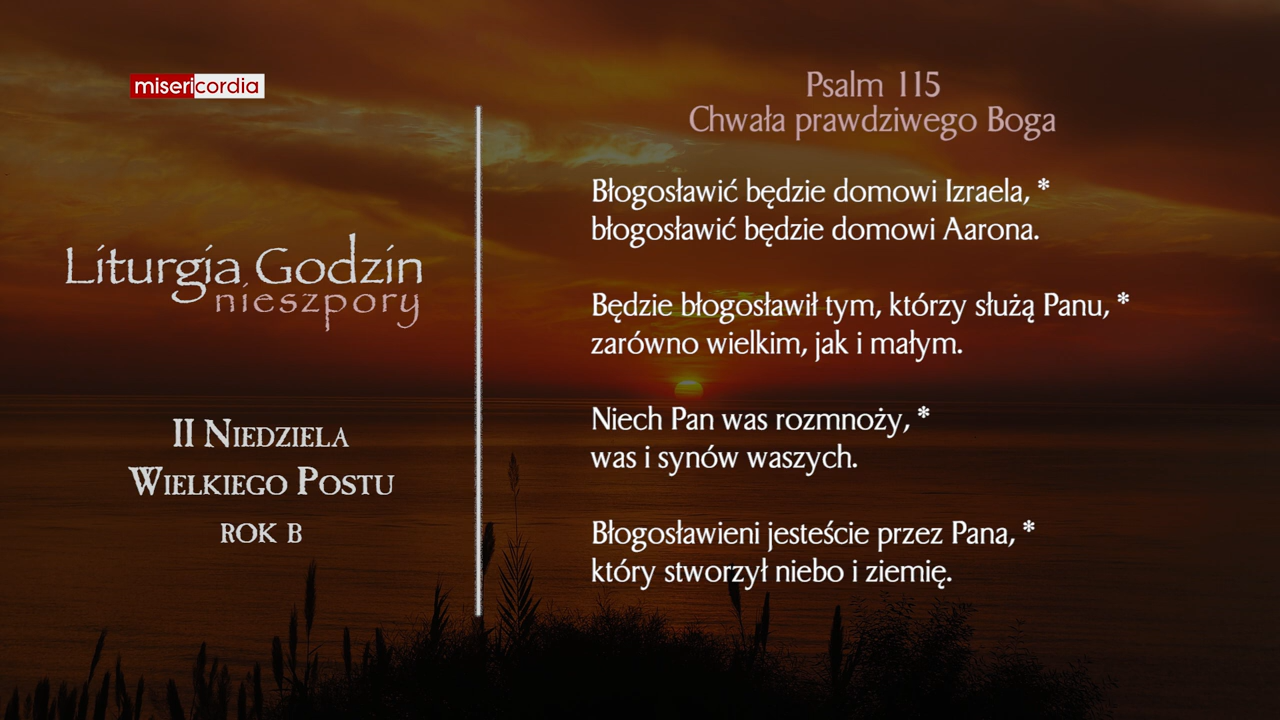 misericordia
Liturgia Godzin
nieszpory
II Niedziela
Wielkiego Postu
rok B
Psalm 115
Chwała prawdziwego Boga
Błogosławić będzie domowi Izraela, *
błogosławić będzie domowi Aarona.
Będzie błogosławił tym, którzy służą Panu, *
zarówno wielkim, jak i małym.
Niech Pan was rozmnoży, *
was i synów waszych.
Błogosławieni jesteście przez Pana, *
który stworzył niebo i ziemię.